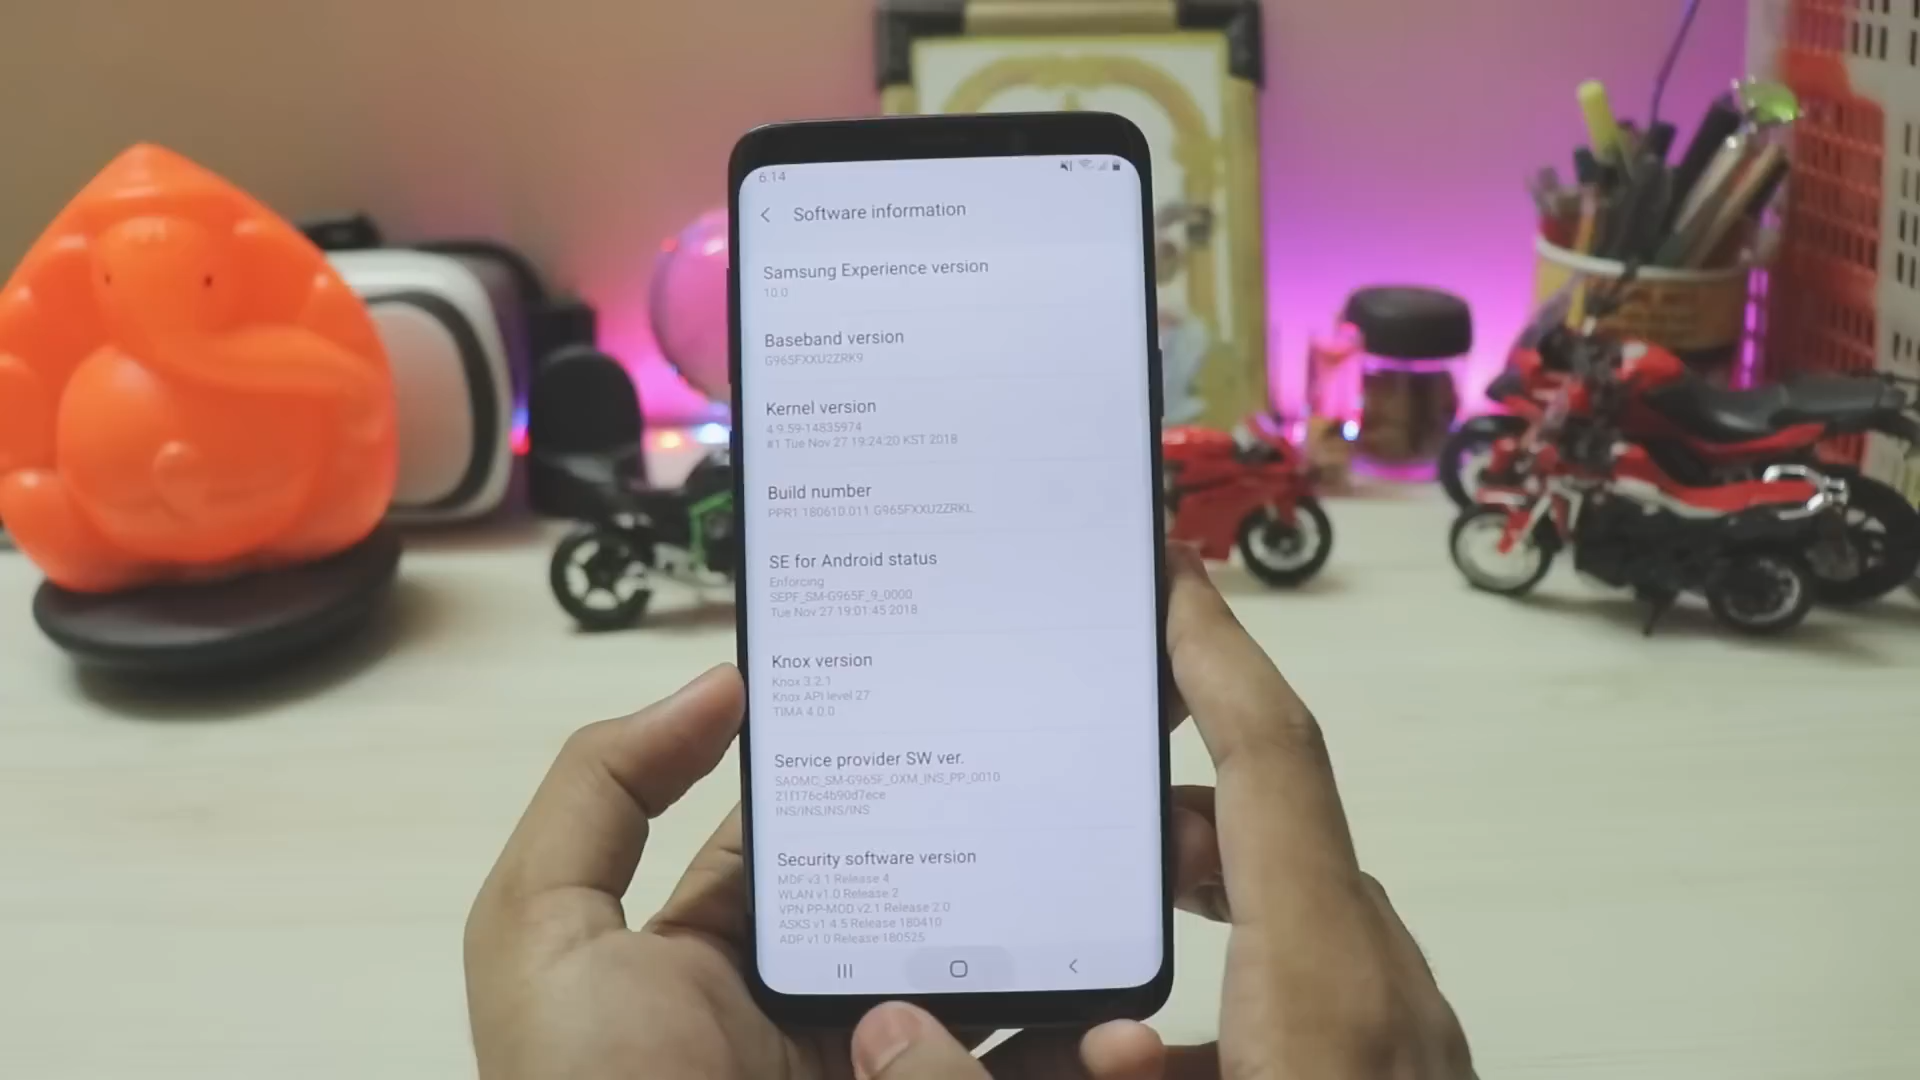 6:14
Software information
Samsung Experience version
10.0
Baseband version
G965FXXU2ZRK9
Kernel version
4.9.59-14835974
#1 Tue Nov 27 19:24:20 KST 2018
Build number
PPR1.180610.011.G965FXXU2ZRKL
SE for Android status
Enforcing
SEPF_SM-G965F_9_0000
Tue Nov 27 19:01:45 2018
Knox version
Knox 3.2.1
Knox API level 27
TIMA 4.0.0
Service provider SW ver.
SAOMC_SM-G965F_OXM_INS_PP_0010
21f176c4b90d7ece
INS/INS,INS/INS
Security software version
MDF v3.1 Release 4
WLAN v1.0 Release 2
VPN PP-MOD v2.1 Release 2.0
ASKS v1.4.5 Release 180410
ADP v1.0 Release 180525